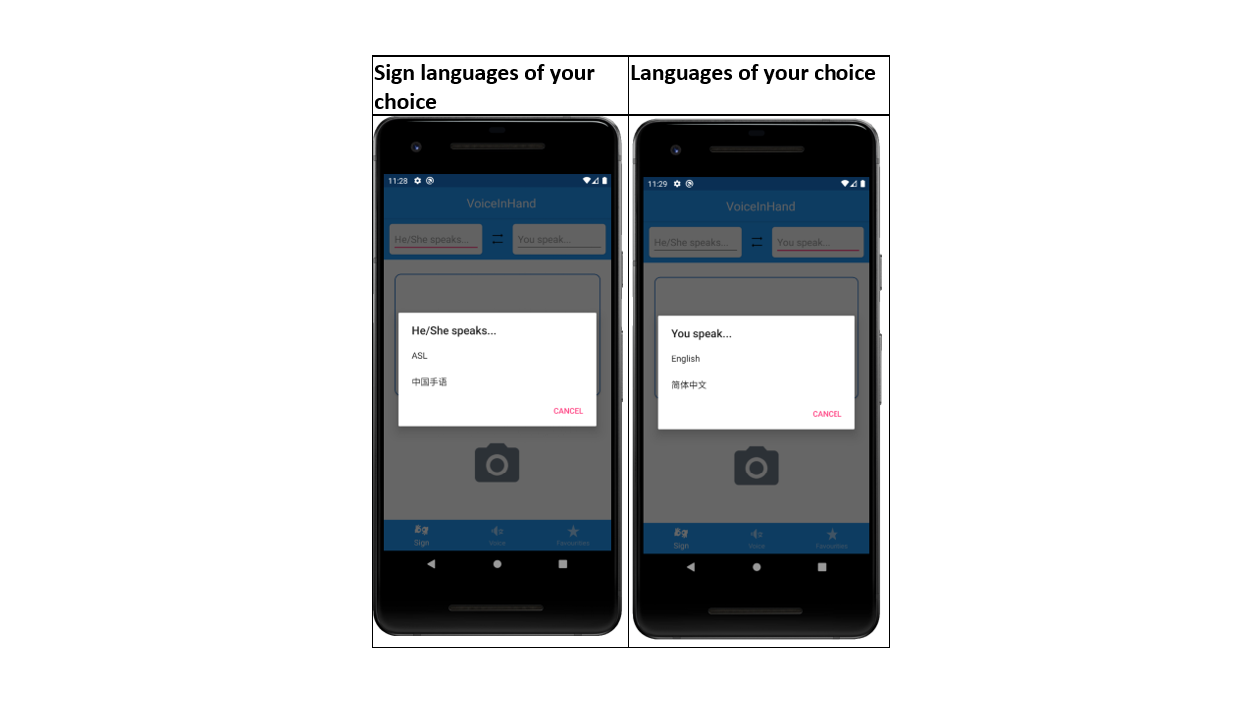 Sign languages of your
choice
Languages of your choice
11:28
VoiceInHand
He/She speaks...
You speak...
He/She speaks...
ASL
中国手语
CANCEL
Sign
Voice
Favourites
11:29
VoiceInHand
He/She speaks...
You speak...
You speak...
English
简体中文
CANCEL
Sign
Voice
Favourites